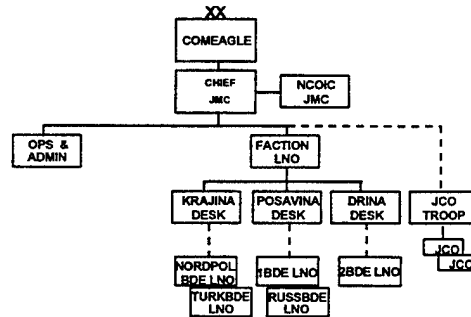 XX
COMEAGLE
CHIEF
JMC
NCOIC
JMC
OPS &
ADMIN
FACTION
LNO
KRAJINA
DESK
POSAVINA
DESK
DRINA
DESK
JCO
TROOP
JCO
JCO
NORDPOL
BDE LNO
1BDE LNO
2BDE LNO
TURKBDE
LNO
RUSSBDE
LNO